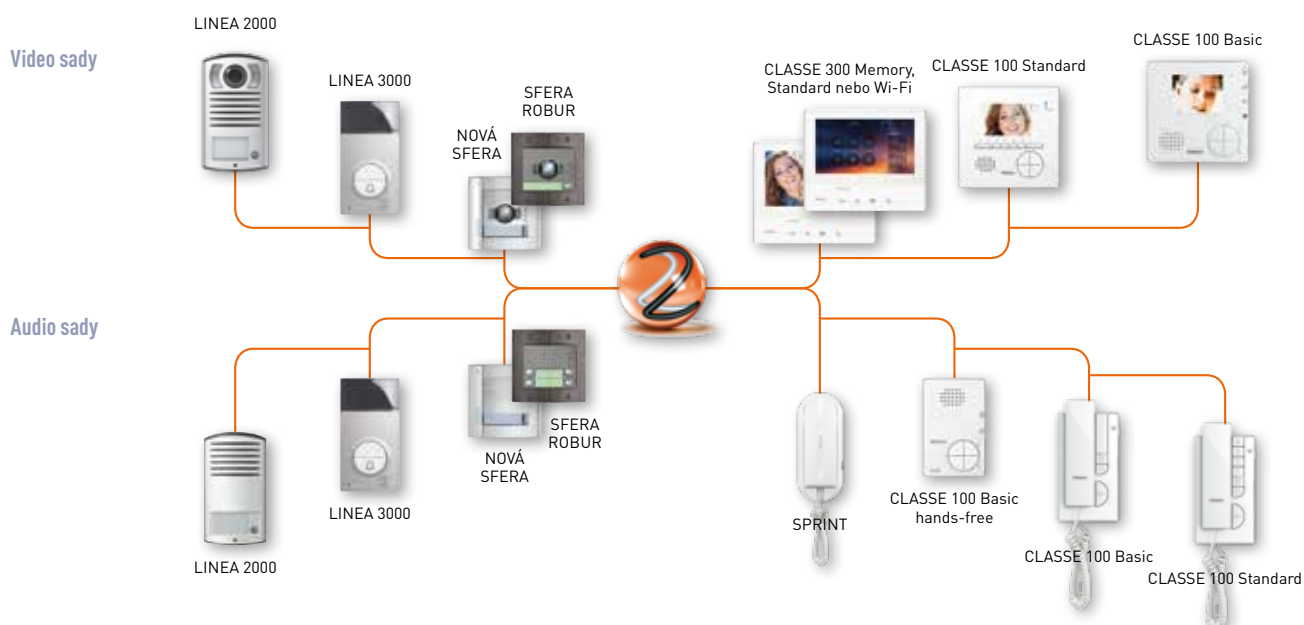 LINEA 2000
Video sady
LINEA 3000
NOVÁ
SFERA
SFERA
ROBUR
CLASSE 300 Memory,
Standard nebo Wi-Fi
CLASSE 100 Standard
CLASSE 100 Basic
Audio sady
LINEA 2000
LINEA 3000
NOVÁ
SFERA
SFERA
ROBUR
SPRINT
CLASSE 100 Basic
hands-free
CLASSE 100 Basic
CLASSE 100 Standard